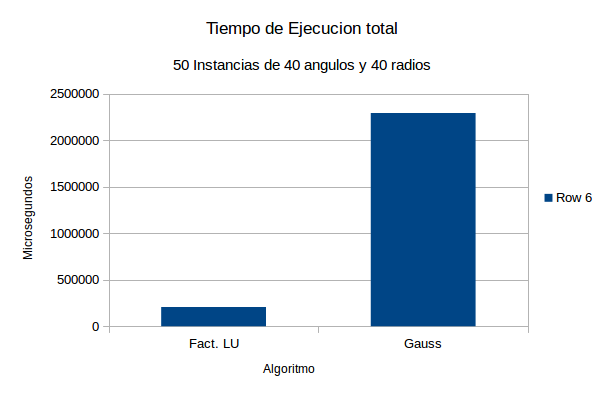 Tiempo de Ejecucion total
50 Instancias de 40 angulos y 40 radios
2500000
2000000
1500000
1000000
500000
0
Microsegundos
Fact. LU
Gauss
Algoritmo
Row 6